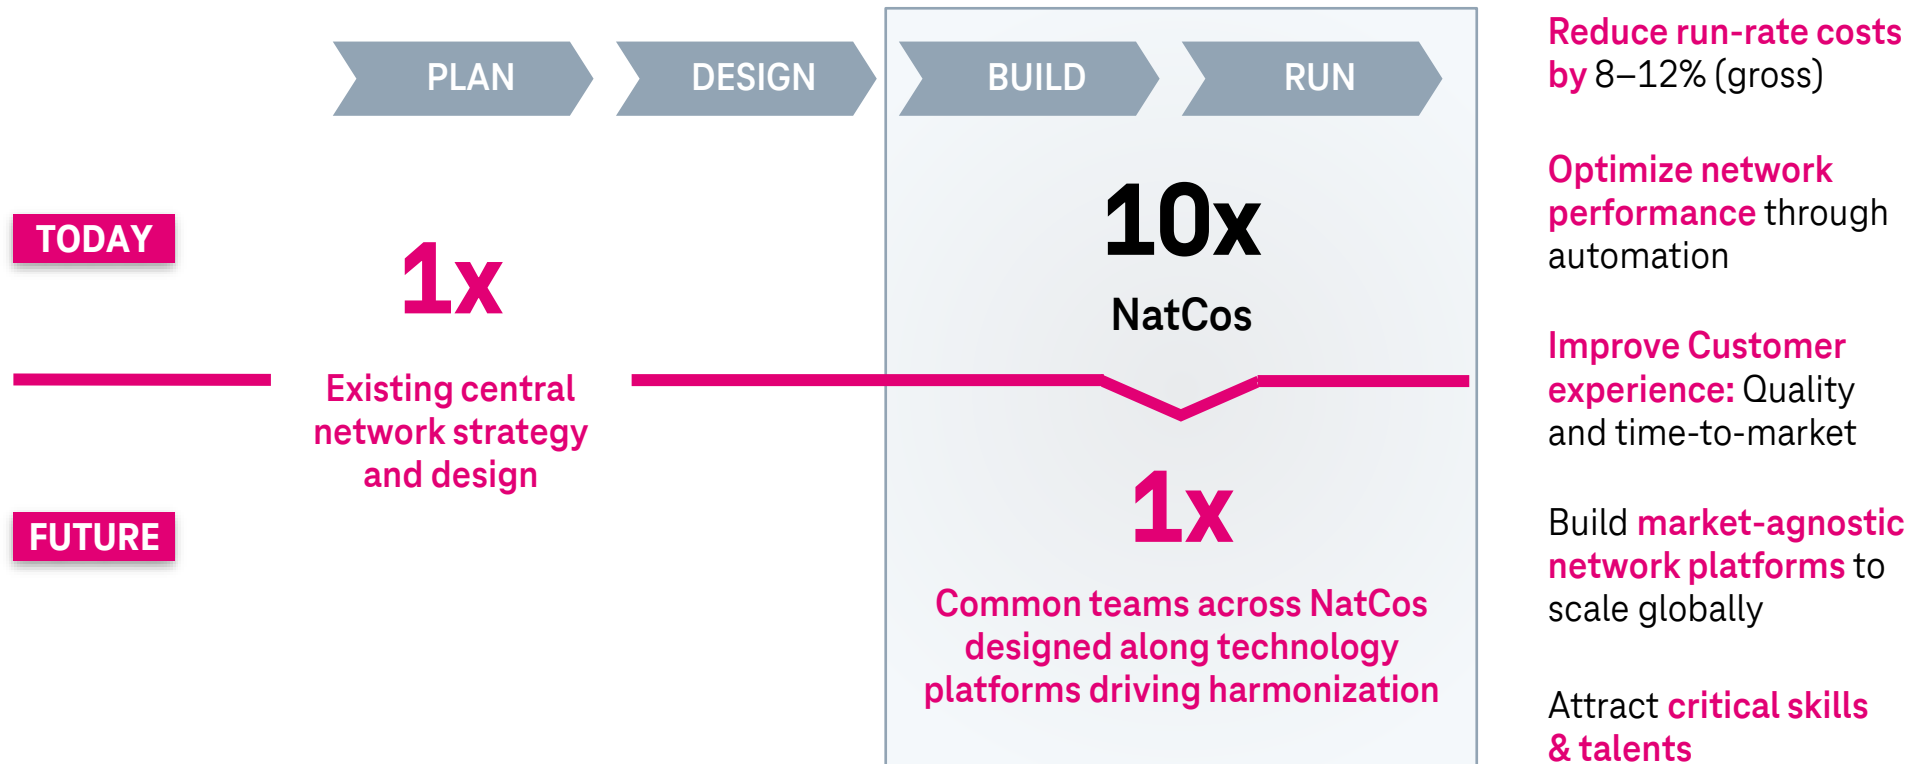 PLAN
DESIGN
BUILD
RUN
TODAY
1x
Existing central
network strategy
and design
10x
NatCos
FUTURE
1x
Common teams across NatCos
designed along technology
platforms driving harmonization
Reduce run-rate costs
by 8–12% (gross)
Optimize network
performance through
automation
Improve Customer
experience: Quality
and time-to-market
Build market-agnostic
network platforms to
scale globally
Attract critical skills
& talents